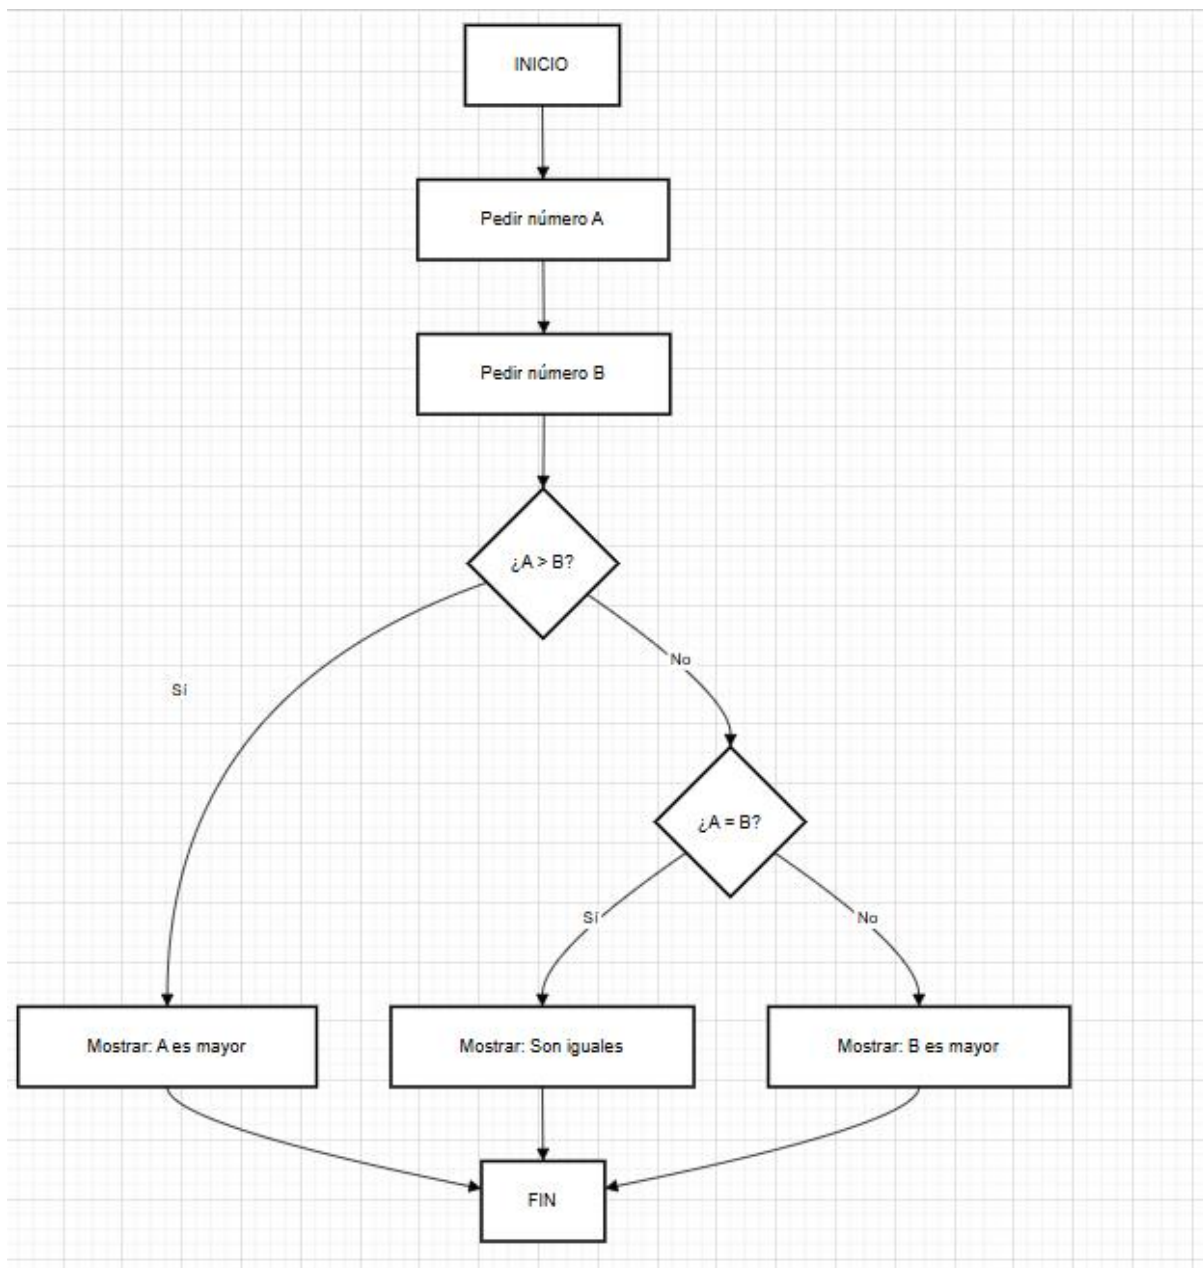 INICIO
Pedir número A
Pedir número B
¿A > B?
Sí
No
¿A = B?
Sí
No
Mostrar: A es mayor
Mostrar: Son iguales
Mostrar: B es mayor
FIN